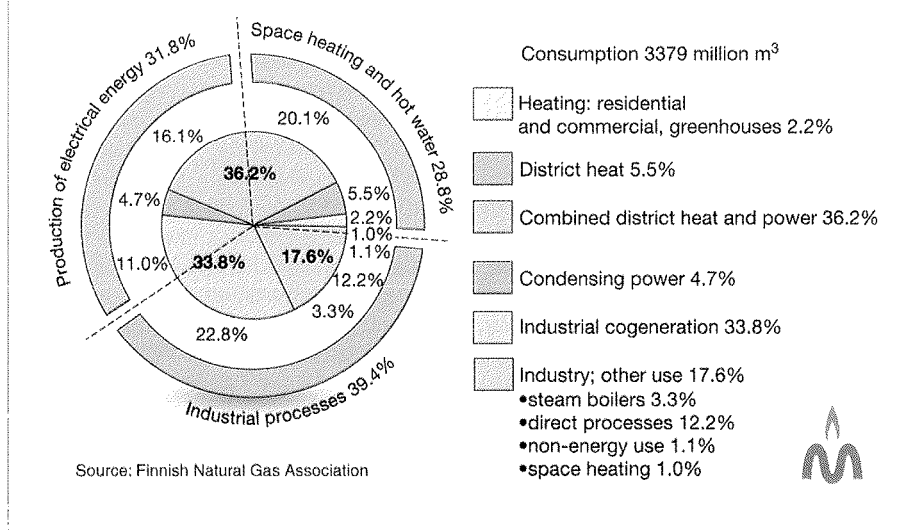 Production of electrical energy 31.8%
Space heating and hot water 28.8%
Industrial processes 39.4%
20.1%
16.1%
36.2%
4.7%
5.5%
2.2%
1.0%
1.1%
11.0%
33.8%
17.6%
12.2%
3.3%
22.8%
Source: Finnish Natural Gas Association
Consumption 3379 million m³
Heating: residential
and commercial, greenhouses 2.2%
District heat 5.5%
Combined district heat and power 36.2%
Condensing power 4.7%
Industrial cogeneration 33.8%
Industry; other use 17.6%
•steam boilers 3.3%
•direct processes 12.2%
•non-energy use 1.1%
•space heating 1.0%